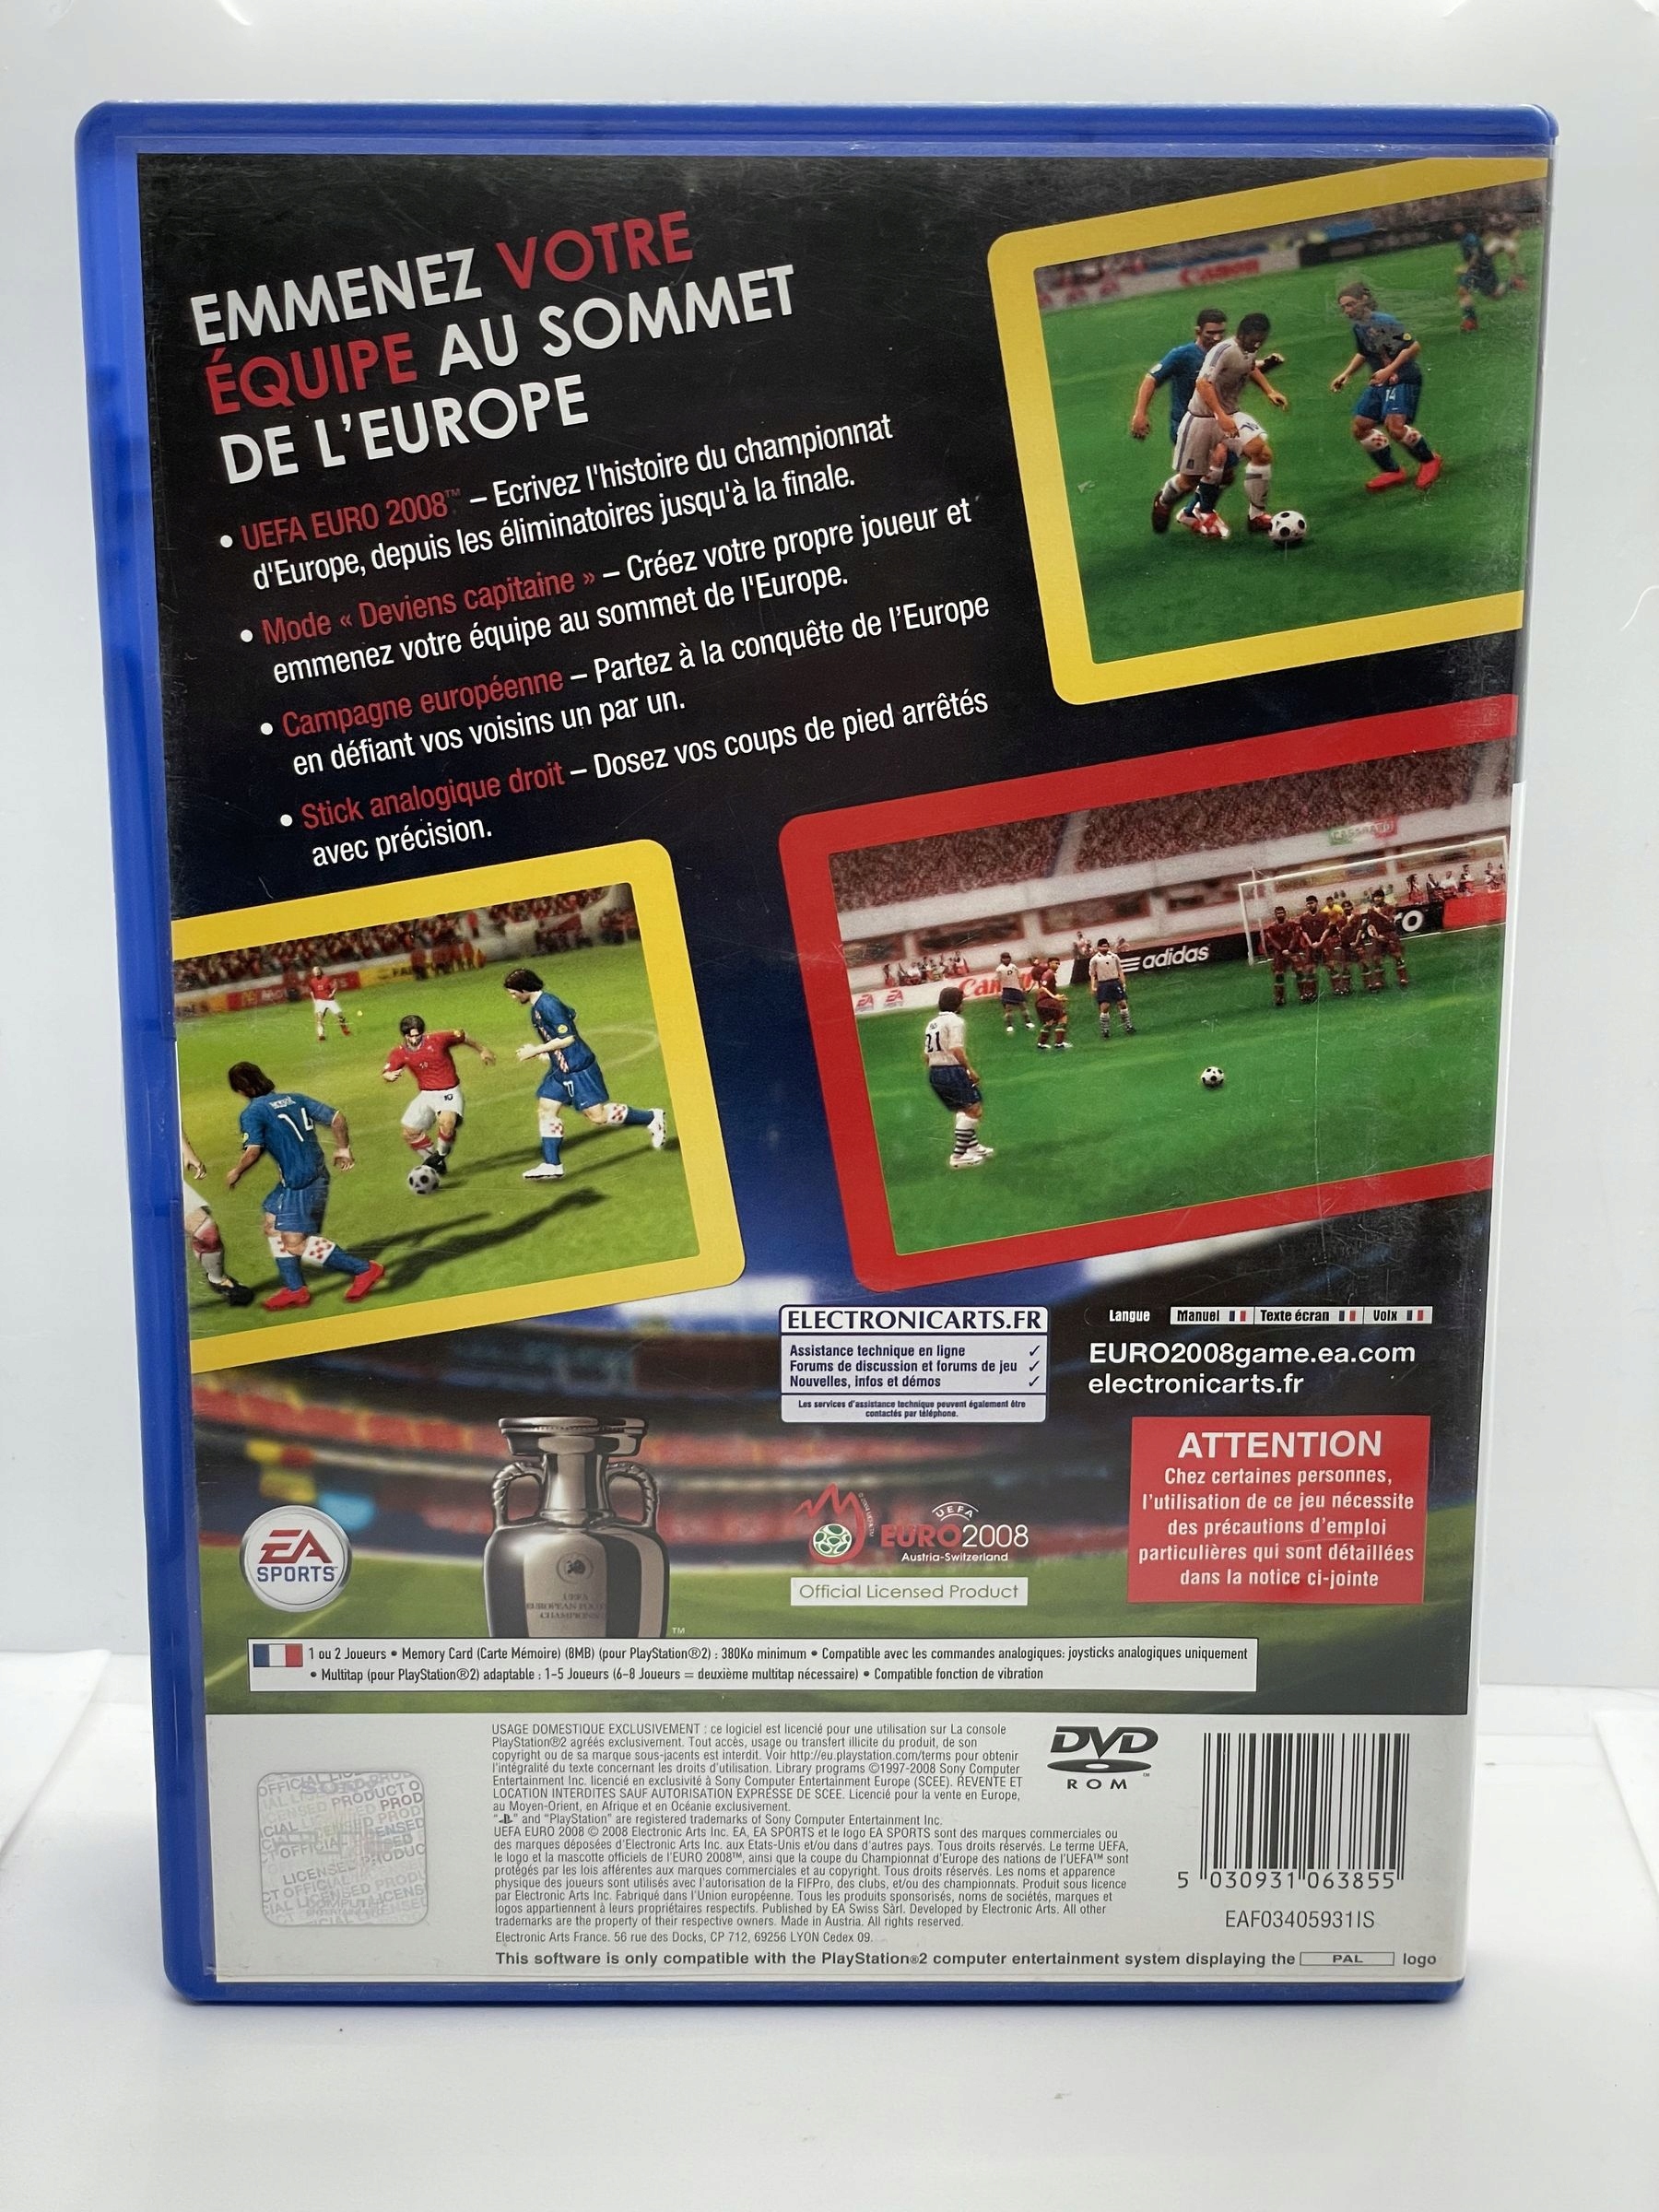 EMMENEZ VOTRE
ÉQUIPE AU SOMMET
DE L'EUROPE
• UEFA EURO 2008™ – Ecrivez l'histoire du championnat
d'Europe, depuis les éliminatoires jusqu'à la finale.
• Mode « Deviens capitaine » – Créez votre propre joueur et
emmenez votre équipe au sommet de l'Europe.
• Campagne européenne – Partez à la conquête de l'Europe
en défiant vos voisins un par un.
• Stick analogique droit – Dosez vos coups de pied arrêtés
avec précision.
Canon
14
adidas
21
14
10
17
ELECTRONICARTS.FR
Assistance technique en ligne ✓
Forums de discussion et forums de jeu ✓
Nouvelles, infos et démos ✓
Les services d'assistance technique peuvent également être
contactés par téléphone.
Langue Manuel Texte écran Voix
EURO2008game.ea.com
electronicarts.fr
ATTENTION
Chez certaines personnes,
l'utilisation de ce jeu nécessite
des précautions d'emploi
particulières qui sont détaillées
dans la notice ci-jointe
EA
SPORTS™
UEFA
EUROPEAN FOOT
CHAMPIONS
TM
UEFA
EURO2008
Austria-Switzerland
Official Licensed Product
1 ou 2 Joueurs • Memory Card (Carte Mémoire) (8MB) (pour PlayStation®2) : 380Ko minimum • Compatible avec les commandes analogiques: joysticks analogiques uniquement
• Multitap (pour PlayStation®2) adaptable : 1-5 Joueurs (6-8 Joueurs = deuxième multitap nécessaire) • Compatible fonction de vibration
USAGE DOMESTIQUE EXCLUSIVEMENT : ce logiciel est licencié pour une utilisation sur La console
PlayStation®2 agréés exclusivement. Tout accès, usage ou transfert illicite du produit, de son
copyright ou de sa marque sous-jacents est interdit. Voir http://eu.playstation.com/terms pour obtenir
l'intégralité du texte concernant les droits d'utilisation. Library programs ©1997-2008 Sony Computer
Entertainment Inc. licencié en exclusivité à Sony Computer Entertainment Europe (SCEE). REVENTE ET
LOCATION INTERDITES SAUF AUTORISATION EXPRESSE DE SCEE. Licencié pour la vente en Europe,
au Moyen-Orient, en Afrique et en Océanie exclusivement.
" " and "PlayStation" are registered trademarks of Sony Computer Entertainment Inc.
UEFA EURO 2008 © 2008 Electronic Arts Inc. EA, EA SPORTS et le logo EA SPORTS sont des marques commerciales ou
des marques déposées d'Electronic Arts Inc. aux Etats-Unis et/ou dans d'autres pays. Tous droits réservés. Le terme UEFA,
le logo et la mascotte officiels de l'EURO 2008™, ainsi que la coupe du Championnat d'Europe des nations de l'UEFA™ sont
protégés par les lois afférentes aux marques commerciales et au copyright. Tous droits réservés. Les noms et apparence
physique des joueurs sont utilisés avec l'autorisation de la FIFPro, des clubs, et/ou des championnats. Produit sous licence
par Electronic Arts Inc. Fabriqué dans l'Union européenne. Tous les produits sponsorisés, noms de sociétés, marques et
logos appartiennent à leurs propriétaires respectifs. Published by EA Swiss Sàrl. Developed by Electronic Arts. All other
trademarks are the property of their respective owners. Made in Austria. All rights reserved.
Electronic Arts France. 56 rue des Docks, CP 712, 69256 LYON Cedex 09.
This software is only compatible with the PlayStation®2 computer entertainment system displaying the PAL logo
DVD
ROM
5 030931 063855
EAF03405931IS